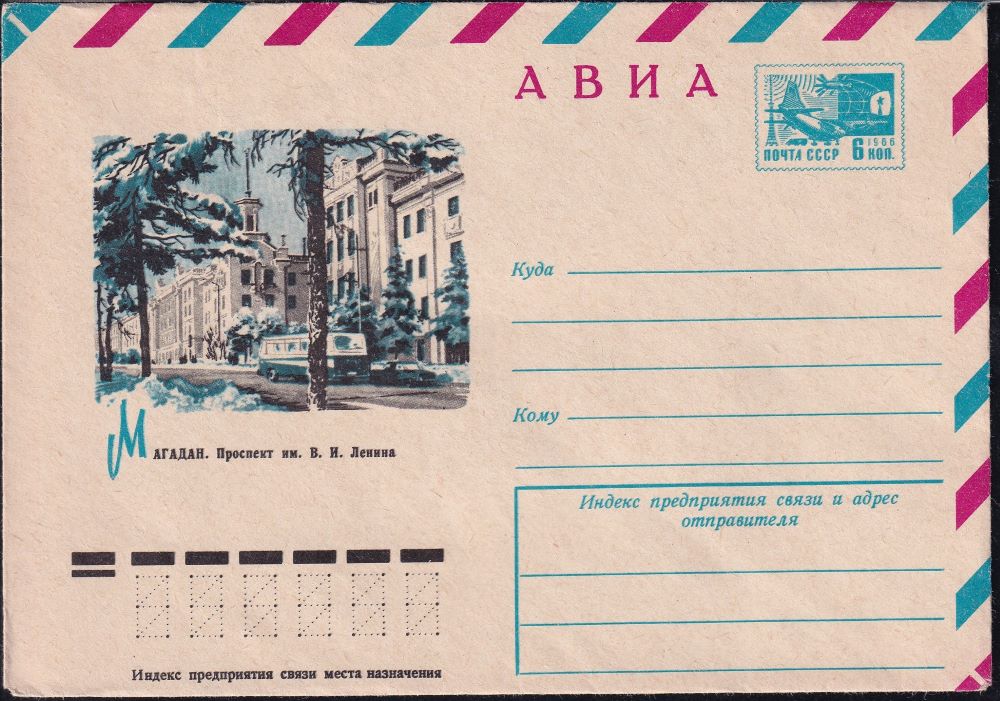 АВИА
1966
ПОЧТА СССР 6 КОП.
Куда
Кому
МАГАДАН. Проспект им. В. И. Ленина
Индекс предприятия связи и адрес
отправителя
Индекс предприятия связи места назначения